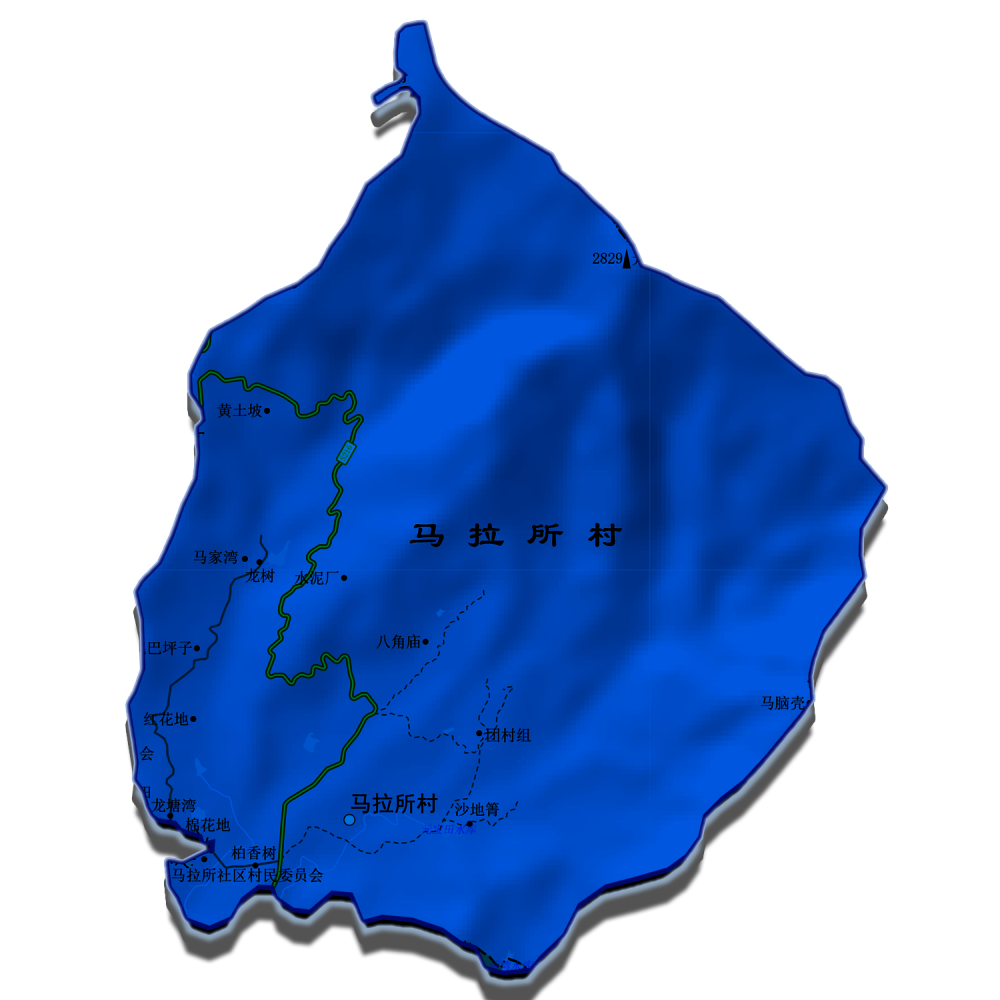 2829
黄土坡
马拉所村
马家湾
龙树
水泥厂
八角庙
巴坪子
马脑壳
红花地
团村组
会
马拉所村
龙塘湾
沙地箐
棉花地
柏香树
马拉所社区村民委员会